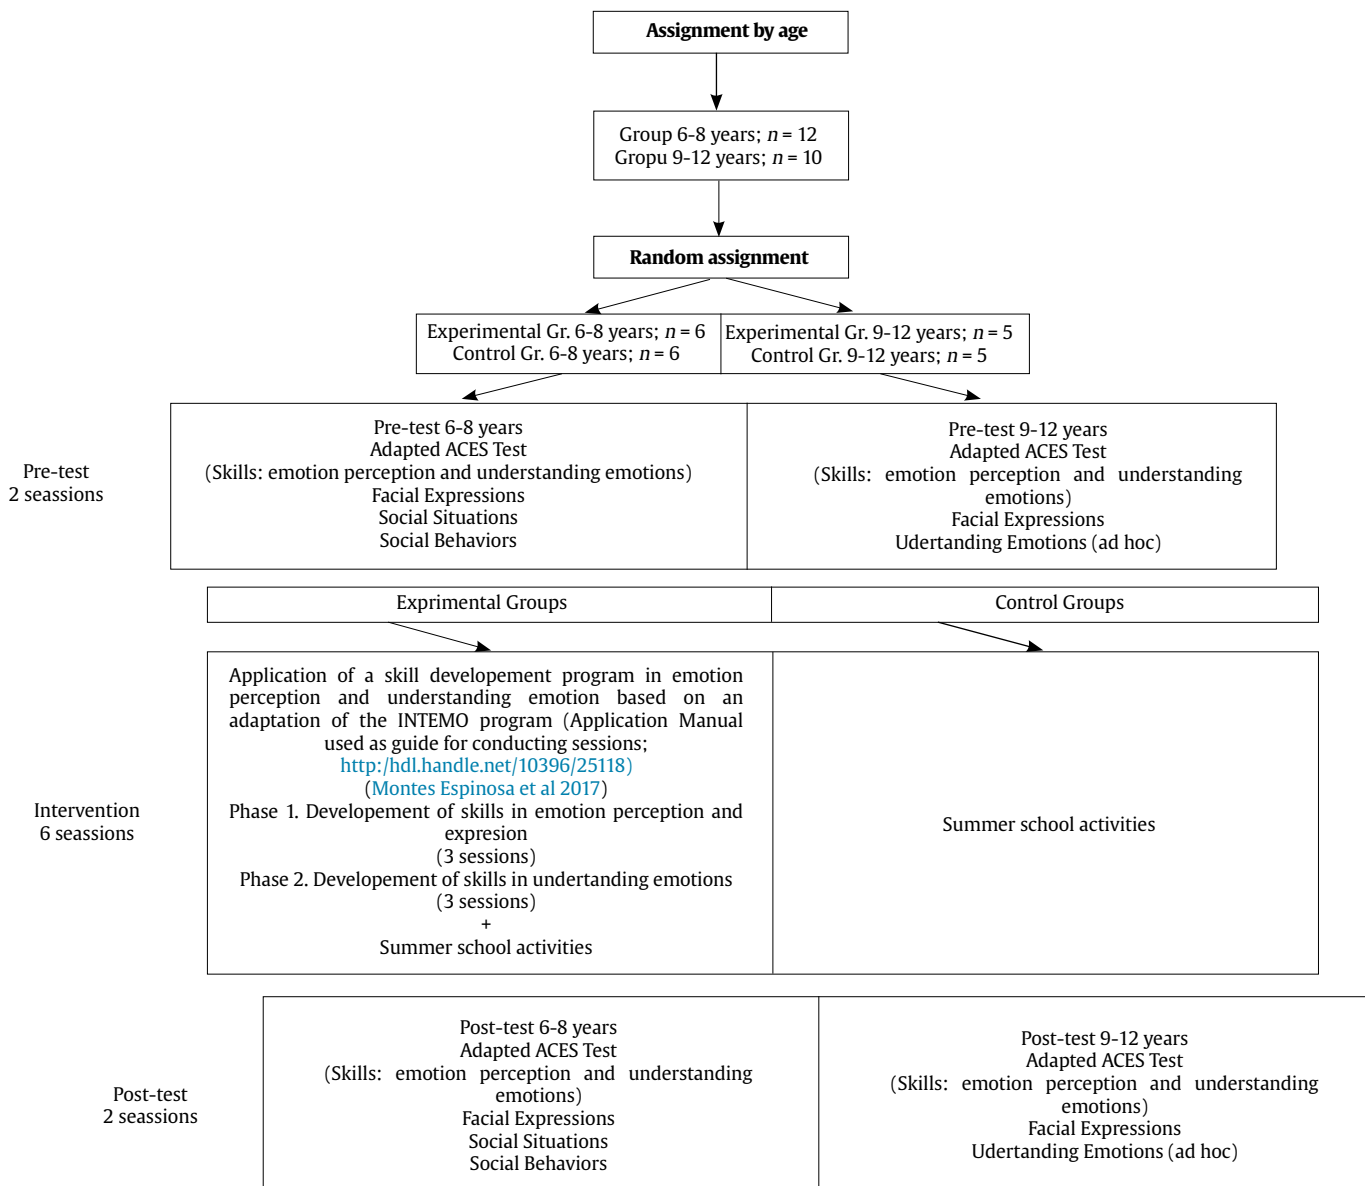 Assignment by age
Group 6-8 years; n = 12
Gropu 9-12 years; n = 10
Random assignment
Experimental Gr. 6-8 years; n = 6
Control Gr. 6-8 years; n = 6
Experimental Gr. 9-12 years; n = 5
Control Gr. 9-12 years; n = 5
Pre-test
2 seassions
Pre-test 6-8 years
Adapted ACES Test
(Skills: emotion perception and understanding emotions)
Facial Expressions
Social Situations
Social Behaviors
Pre-test 9-12 years
Adapted ACES Test
(Skills: emotion perception and understanding
emotions)
Facial Expressions
Udertanding Emotions (ad hoc)
Exprimental Groups
Control Groups
Intervention
6 seassions
Application of a skill developement program in emotion
perception and understanding emotion based on an
adaptation of the INTEMO program (Application Manual
used as guide for conducting sessions;
http:/hdl.handle.net/10396/25118)
(Montes Espinosa et al 2017)
Phase 1. Developement of skills in emotion perception and
expresion
(3 sessions)
Phase 2. Developement of skills in undertanding emotions
(3 sessions)
+
Summer school activities
Summer school activities
Post-test
2 seassions
Post-test 6-8 years
Adapted ACES Test
(Skills: emotion perception and understanding
emotions)
Facial Expressions
Social Situations
Social Behaviors
Post-test 9-12 years
Adapted ACES Test
(Skills: emotion perception and understanding
emotions)
Facial Expressions
Udertanding Emotions (ad hoc)